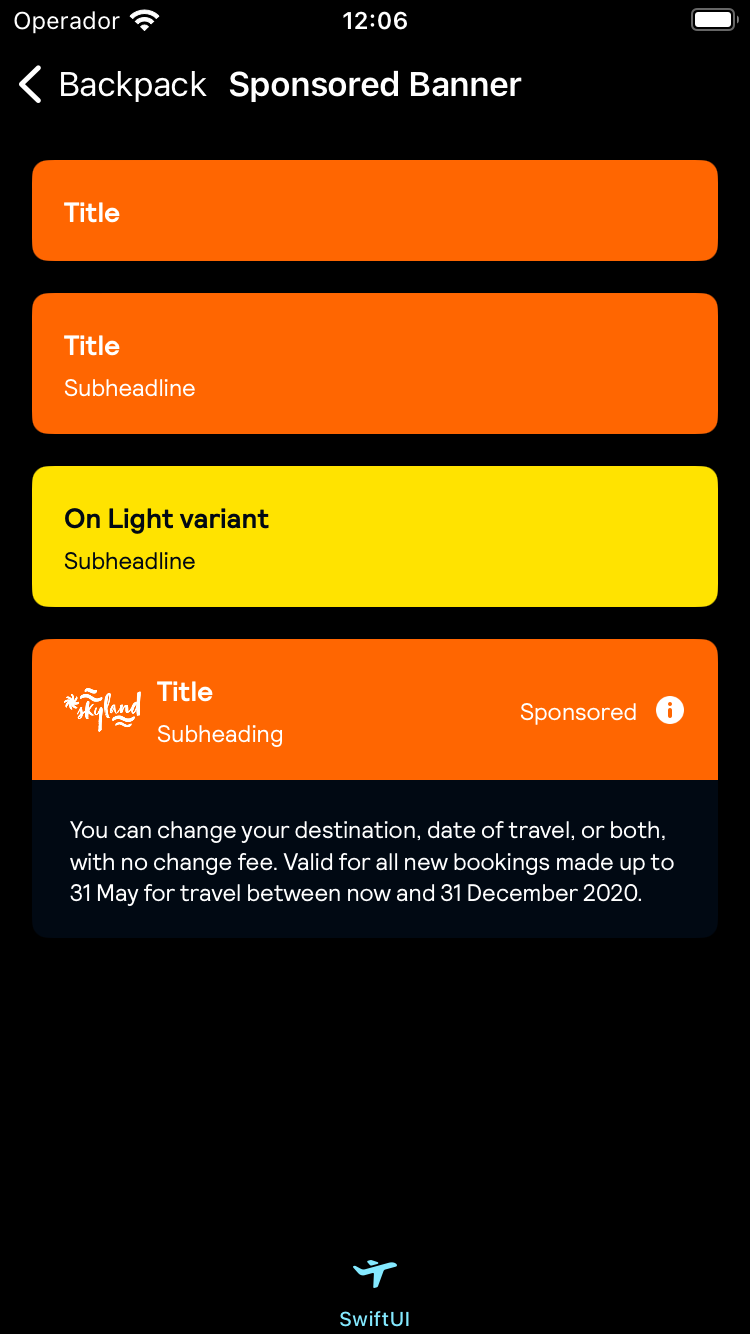 Operador 12:06
Backpack Sponsored Banner
Title
Title
Subheadline
On Light variant
Subheadline
skyland
Title
Subheading
Sponsored
You can change your destination, date of travel, or both,
with no change fee. Valid for all new bookings made up to
31 May for travel between now and 31 December 2020.
SwiftUI